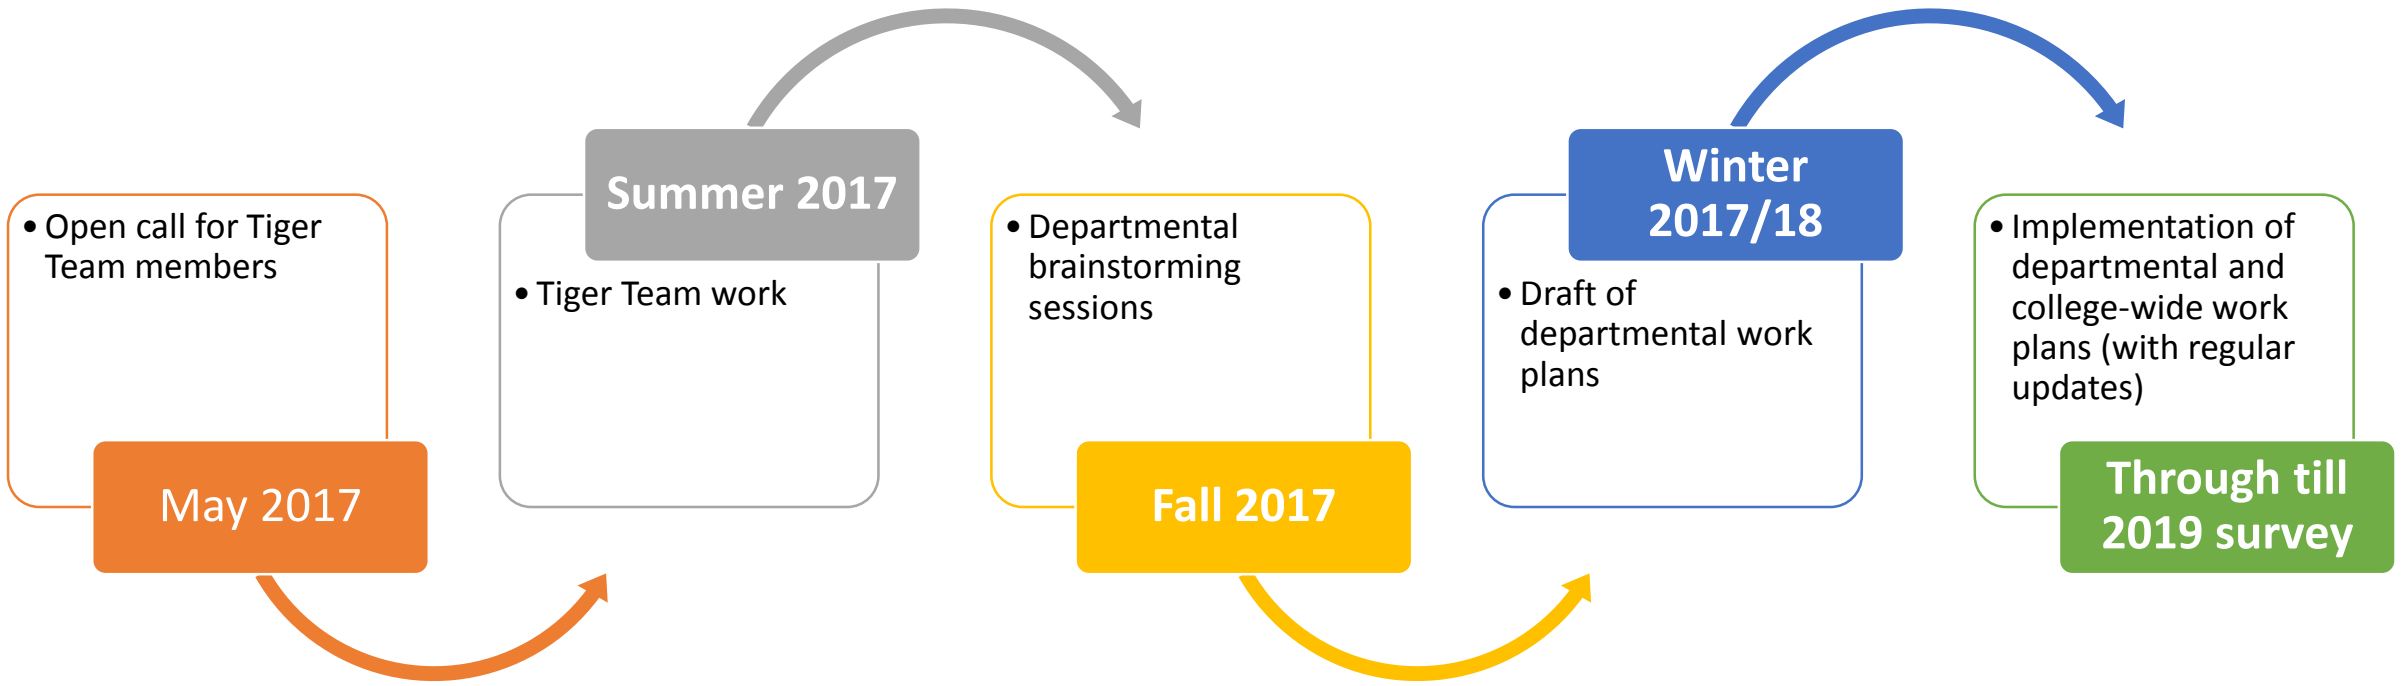 • Open call for Tiger
Team members
May 2017
Summer 2017
• Tiger Team work
• Departmental
brainstorming
sessions
Fall 2017
Winter
2017/18
• Draft of
departmental work
plans
• Implementation of
departmental and
college-wide work
plans (with regular
updates)
Through till
2019 survey